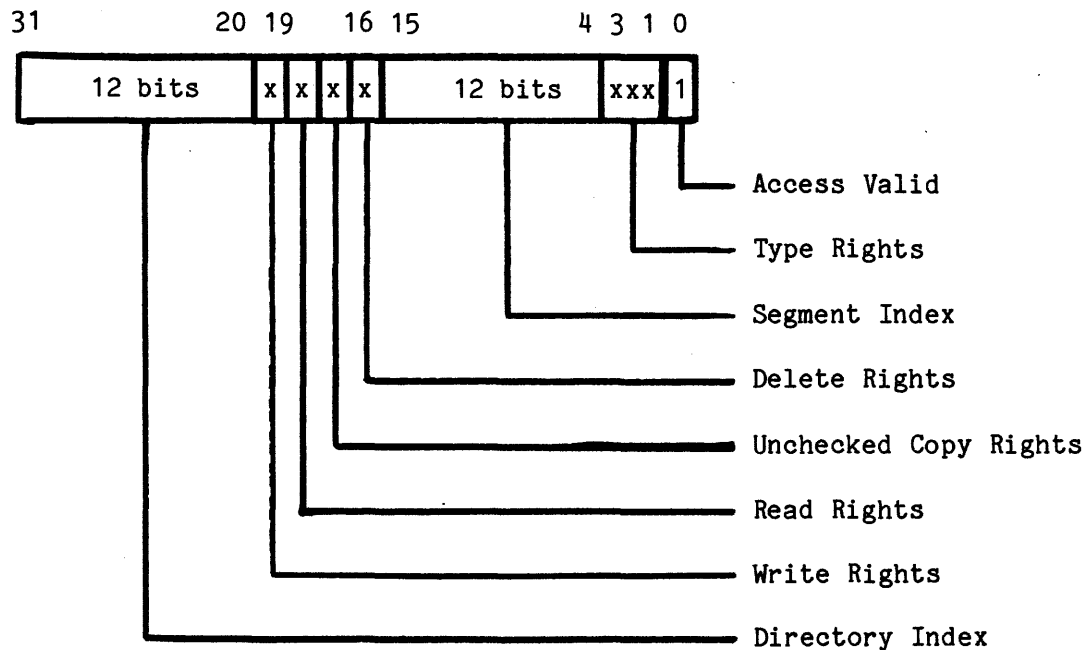 31 20 19 16 15 4 3 1 0
12 bits x x x x 12 bits xxx 1
Access Valid
Type Rights
Segment Index
Delete Rights
Unchecked Copy Rights
Read Rights
Write Rights
Directory Index